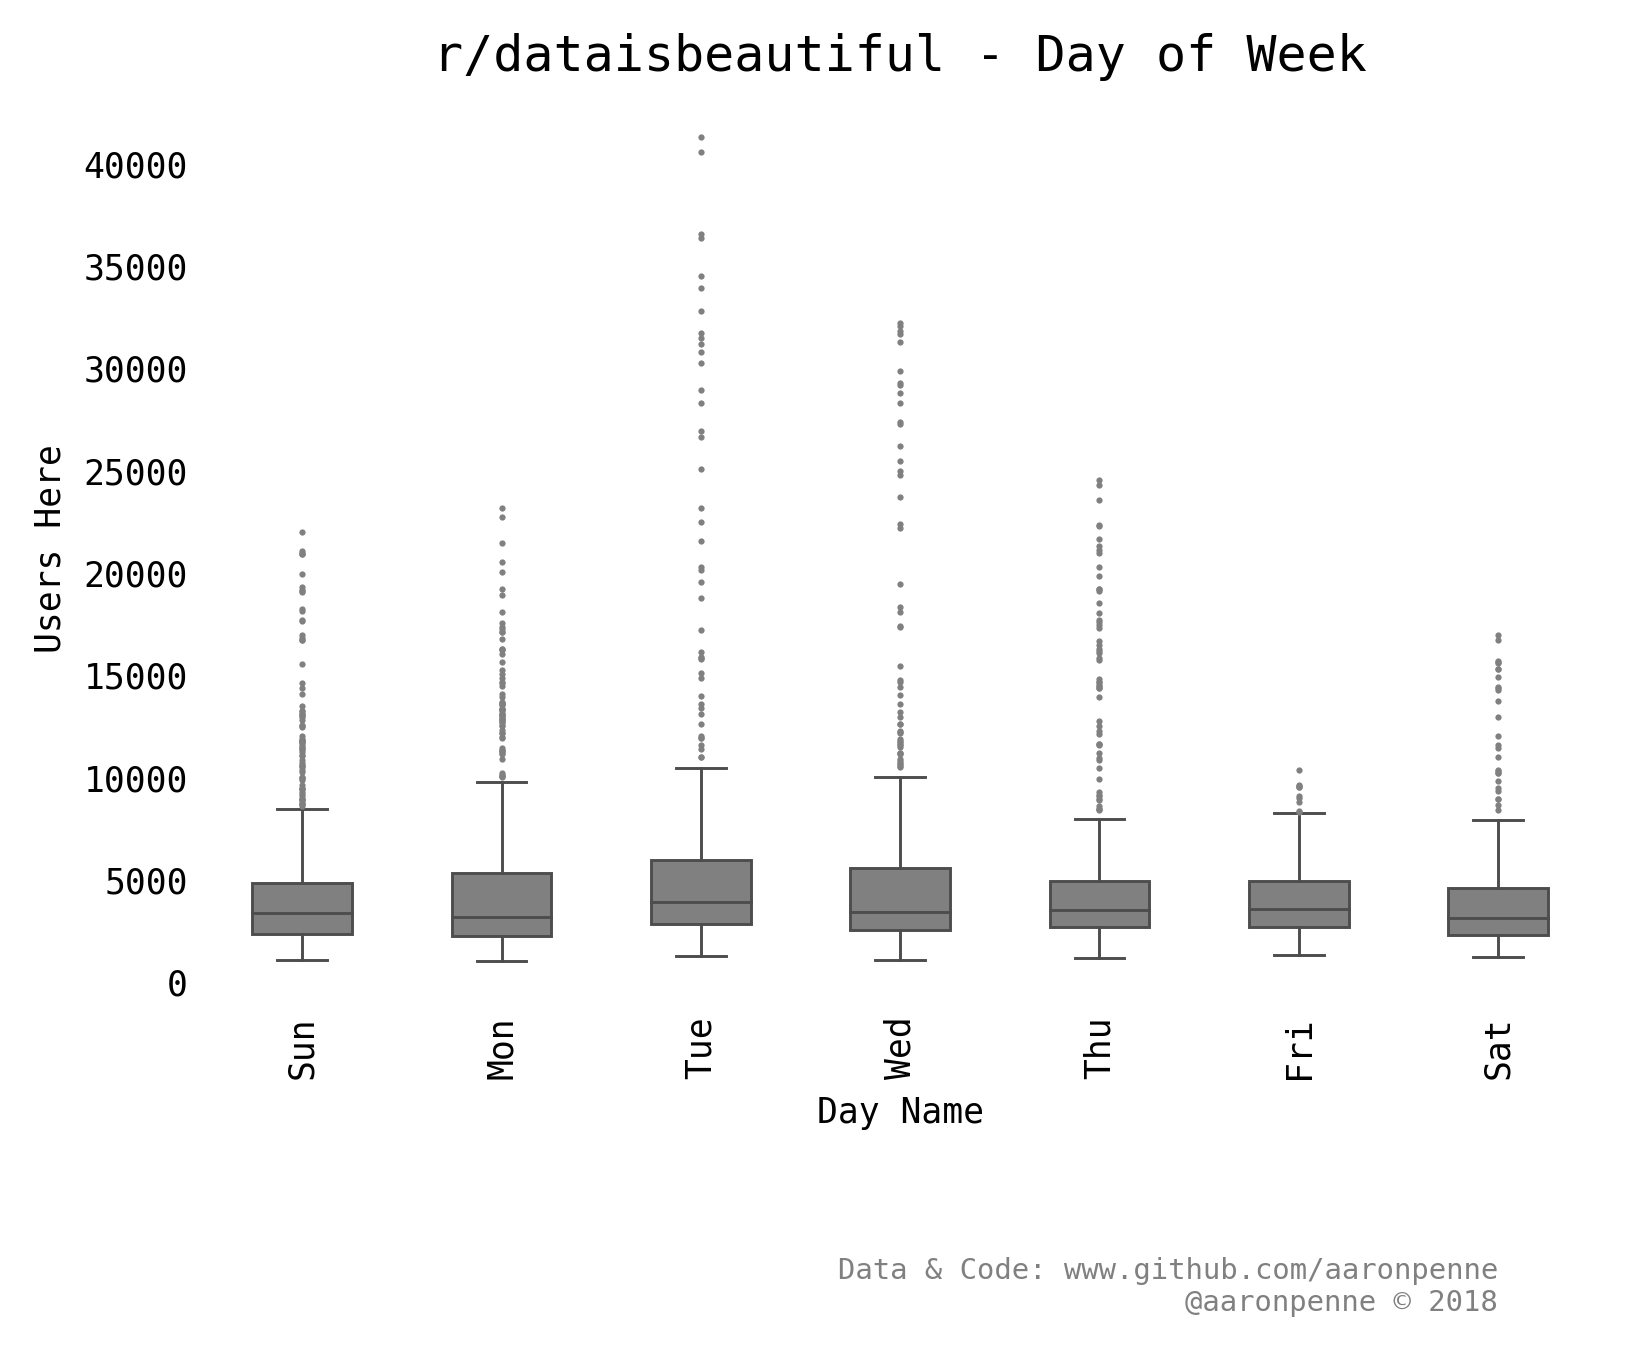 r/dataisbeautiful - Day of Week
40000
35000
30000
25000
20000
15000
10000
5000
0
Users Here
Sun
Mon
Tue
Wed
Thu
Fri
Sat
Day Name
Data & Code: www.github.com/aaronpenne
@aaronpenne © 2018